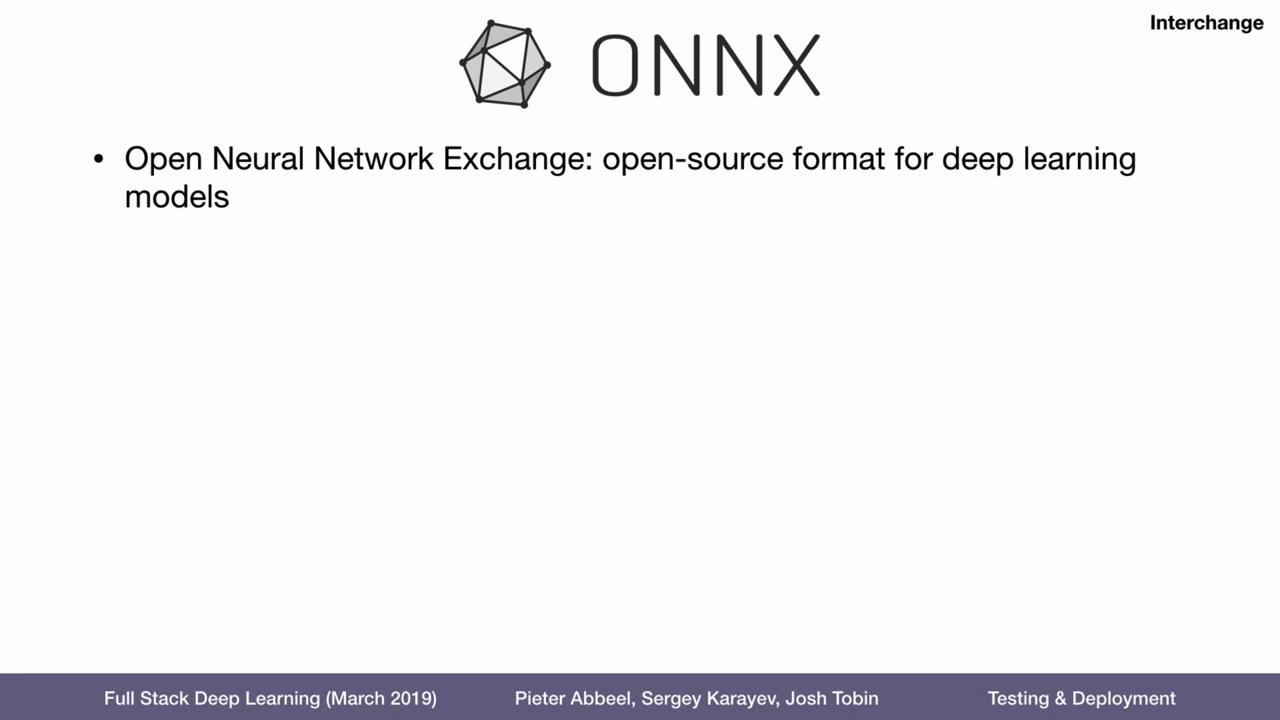 Interchange
ONNX
• Open Neural Network Exchange: open-source format for deep learning
models
Full Stack Deep Learning (March 2019)
Pieter Abbeel, Sergey Karayev, Josh Tobin
Testing & Deployment